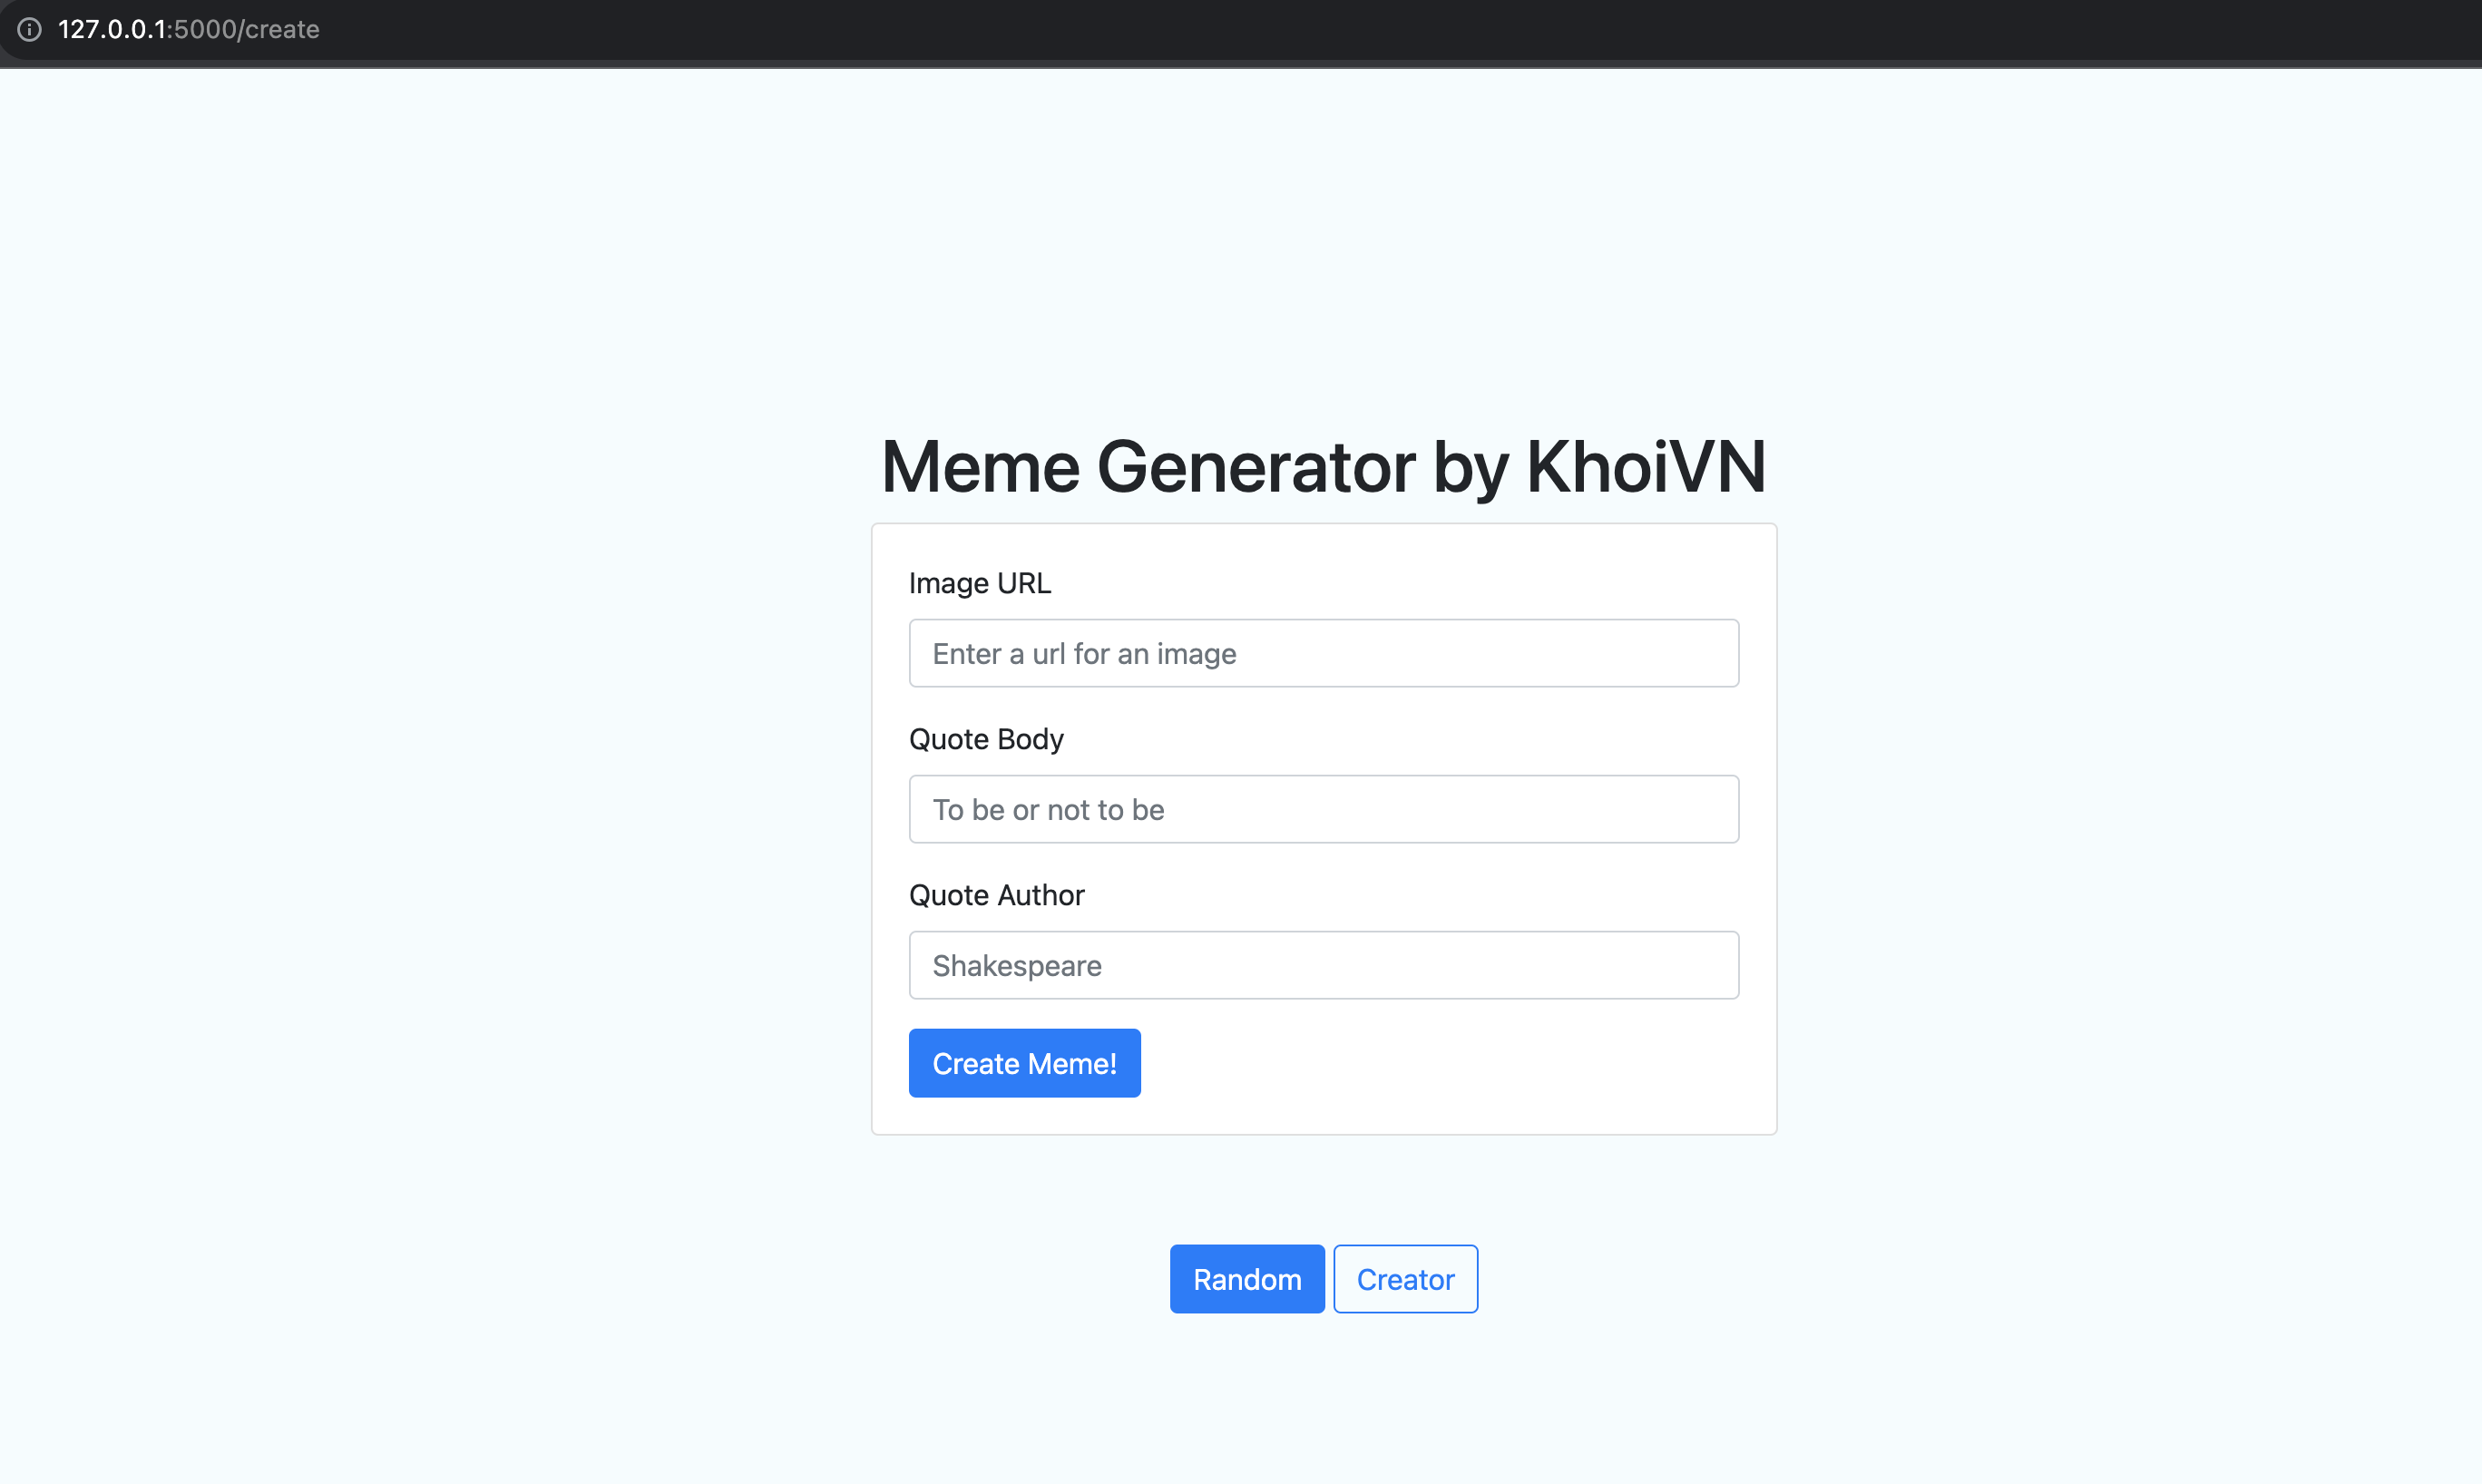 127.0.0.1:5000/create
Meme Generator by KhoiVN
Image URL
Enter a url for an image
Quote Body
To be or not to be
Quote Author
Shakespeare
Create Meme!
Random Creator